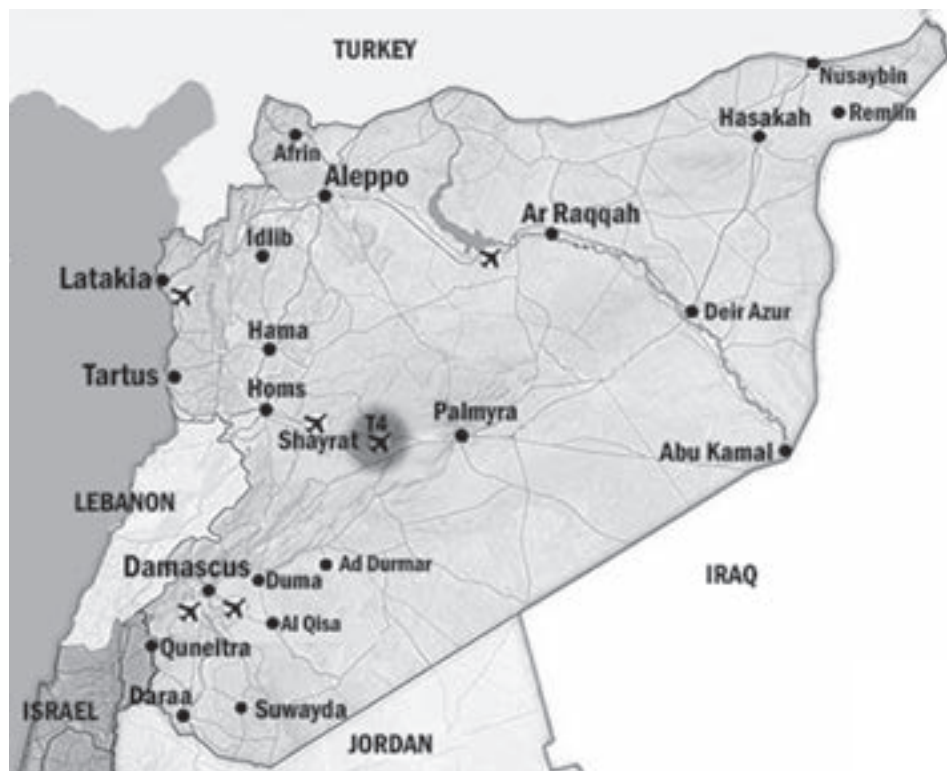 TURKEY
Nusaybin
Remlin
Hasakah
Afrin
Aleppo
Ar Raqqah
Idlib
Latakia
Deir Azur
Hama
Tartus
Homs
T4
Palmyra
Shayrat
Abu Kamal
LEBANON
Damascus
Ad Durmar
Duma
IRAQ
Al Qisa
Quneltra
Daraa
ISRAEL
Suwayda
JORDAN